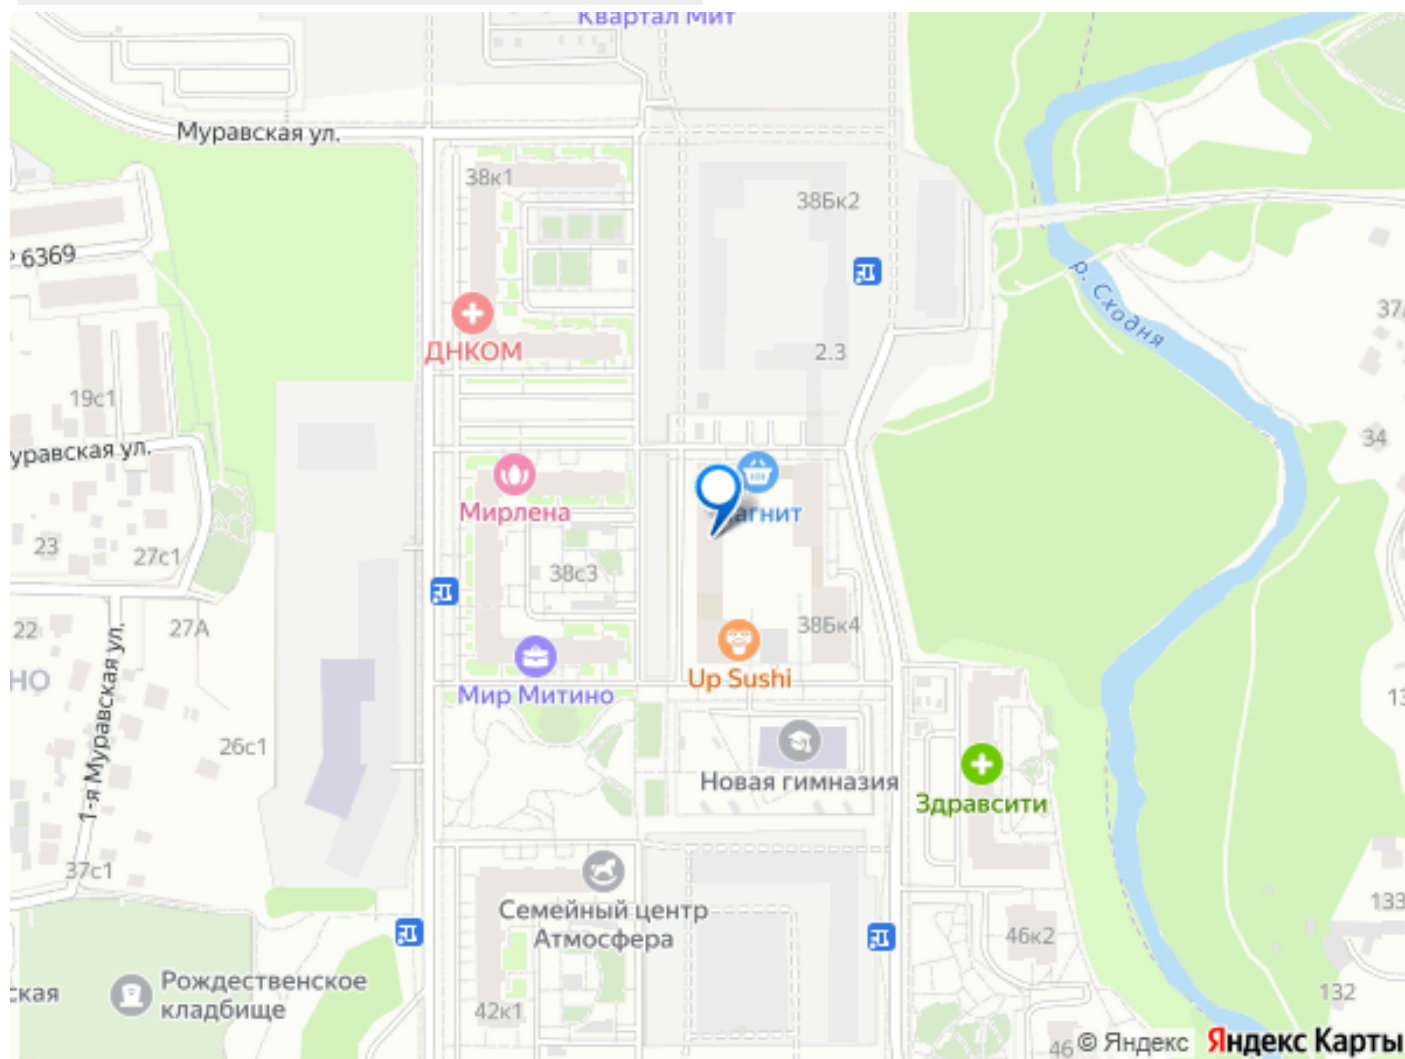 Квартал Мит
Муравская ул.
38к1
38Бк2
6369
р. Сходня
37
ДНКОМ
2.3
19с1
уравская ул.
34
Мирлена
агнит
23
27с1
38с3
22
27А
38Бк4
НО
Up Sushi
Мир Митино
1-я Муравская ул.
26с1
Новая гимназия
Здравсити
37с1
Семейный центр
Атмосфера
133
46к2
ская
Рождественское
кладбище
42к1
132
46
© Яндекс
Яндекс Карты